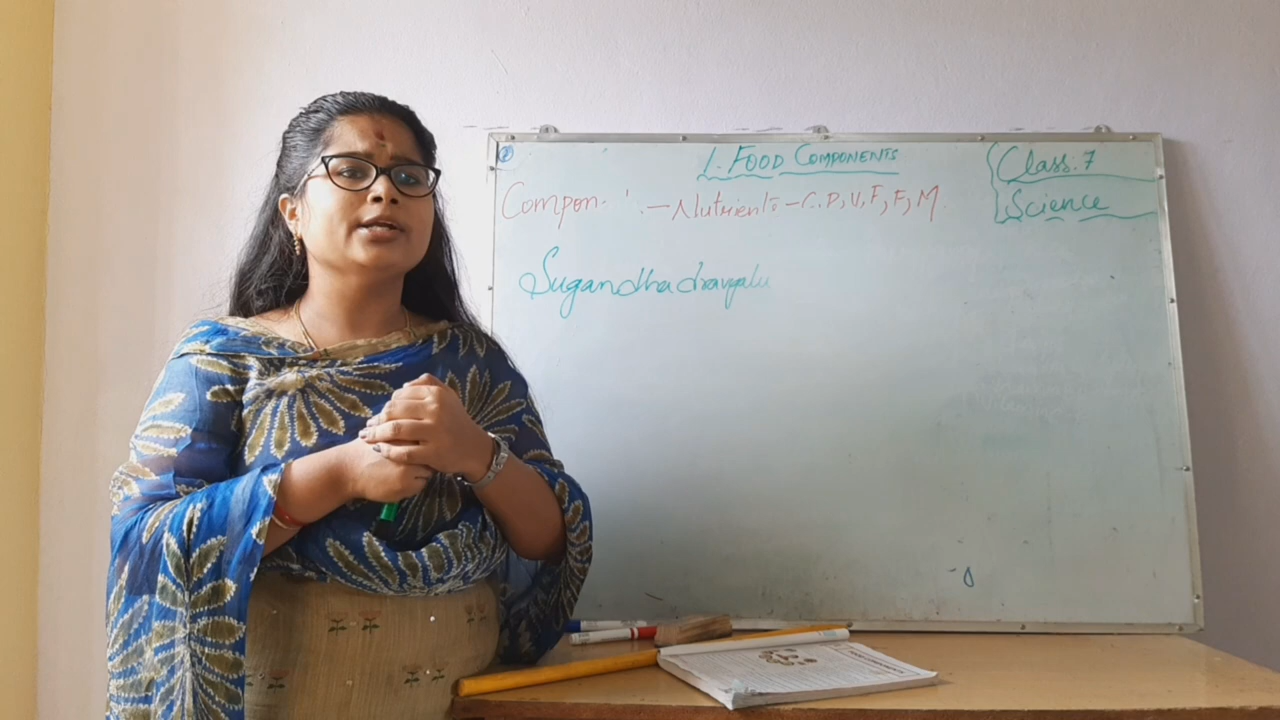 1. FOOD COMPONENTS
Class: 7
Science
Compon. - Nutrients - C, P, V, F, F, M
Sugandhadravyalu